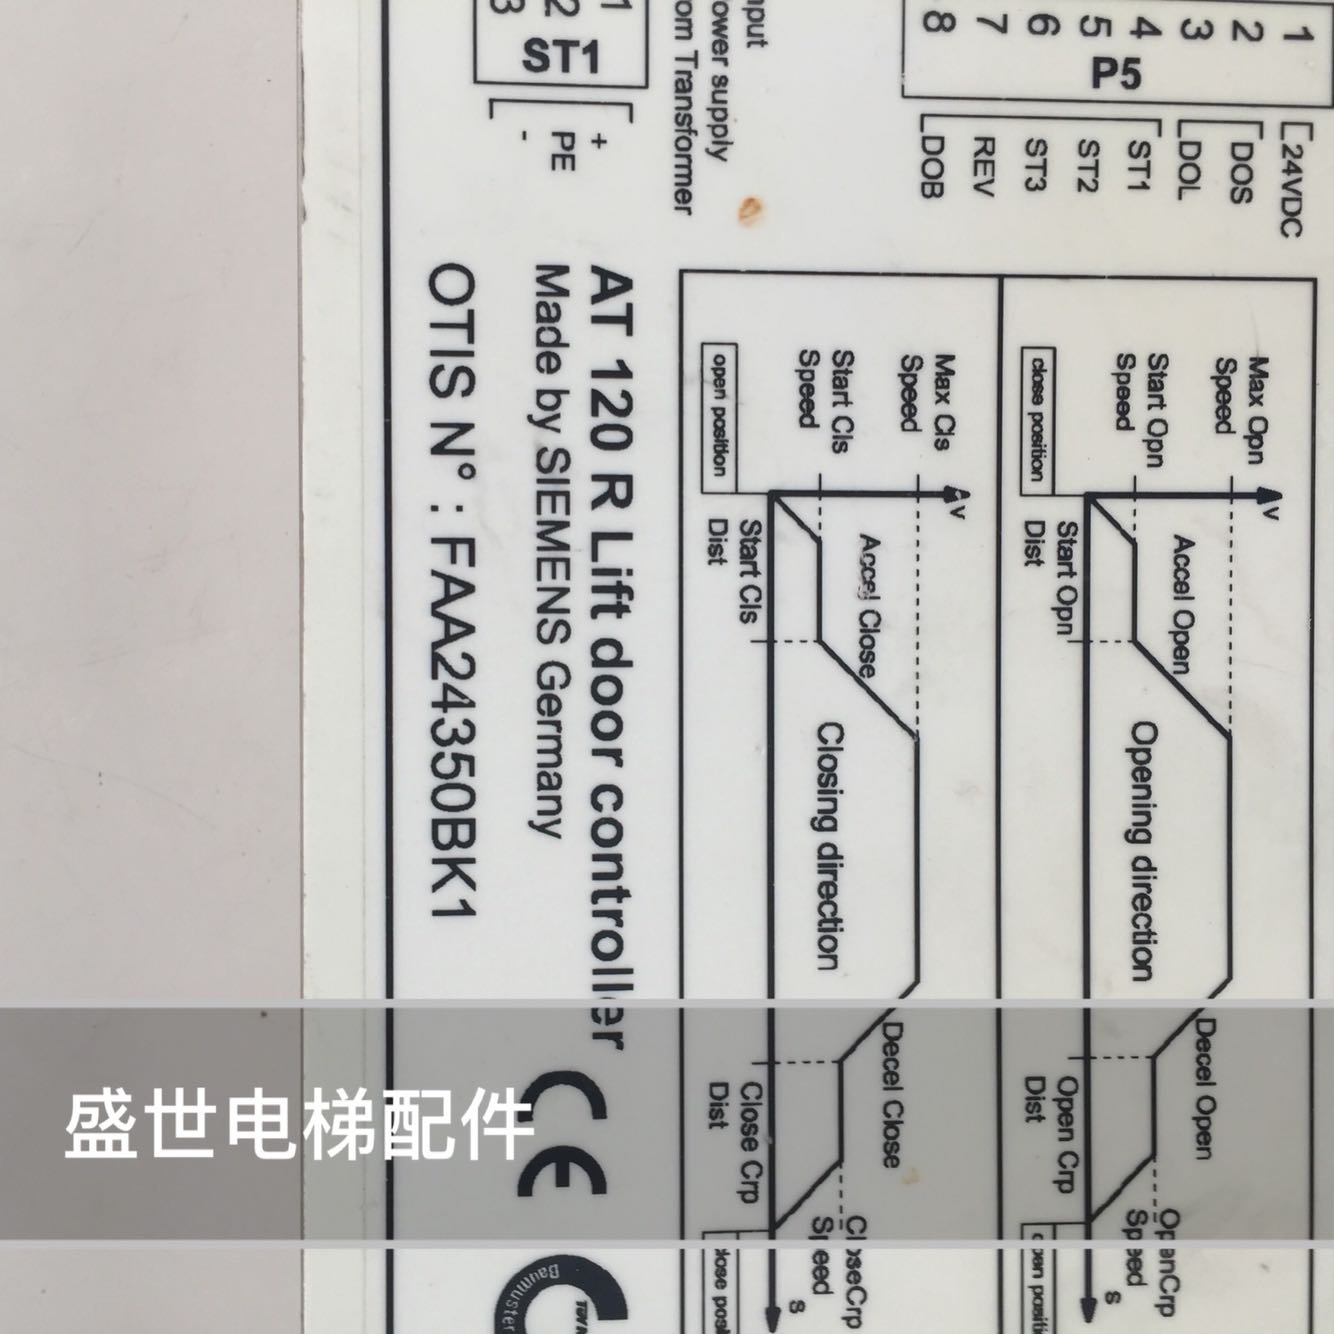 1
2
3
4
5
6
7
8
P5
24VDC
DOS
DOL
ST1
ST2
ST3
REV
DOB
Power supply
from Transformer
1
2
3
ST1
+
PE
-
Max Opn
Speed
Start Opn
Speed
close position
v
Accel Open
Opening direction
Decel Open
Start Opn
Dist
Open Crp
Dist
OpenCrp
Speed
s
Max Cls
Speed
Start Cls
Speed
open position
v
Accel Close
Closing direction
Decel Close
Start Cls
Dist
Close Crp
Dist
CloseCrp
Speed
s
AT 120 R Lift door controller
Made by SIEMENS Germany
OTIS N° : FAA24350BK1
CE
盛世电梯配件